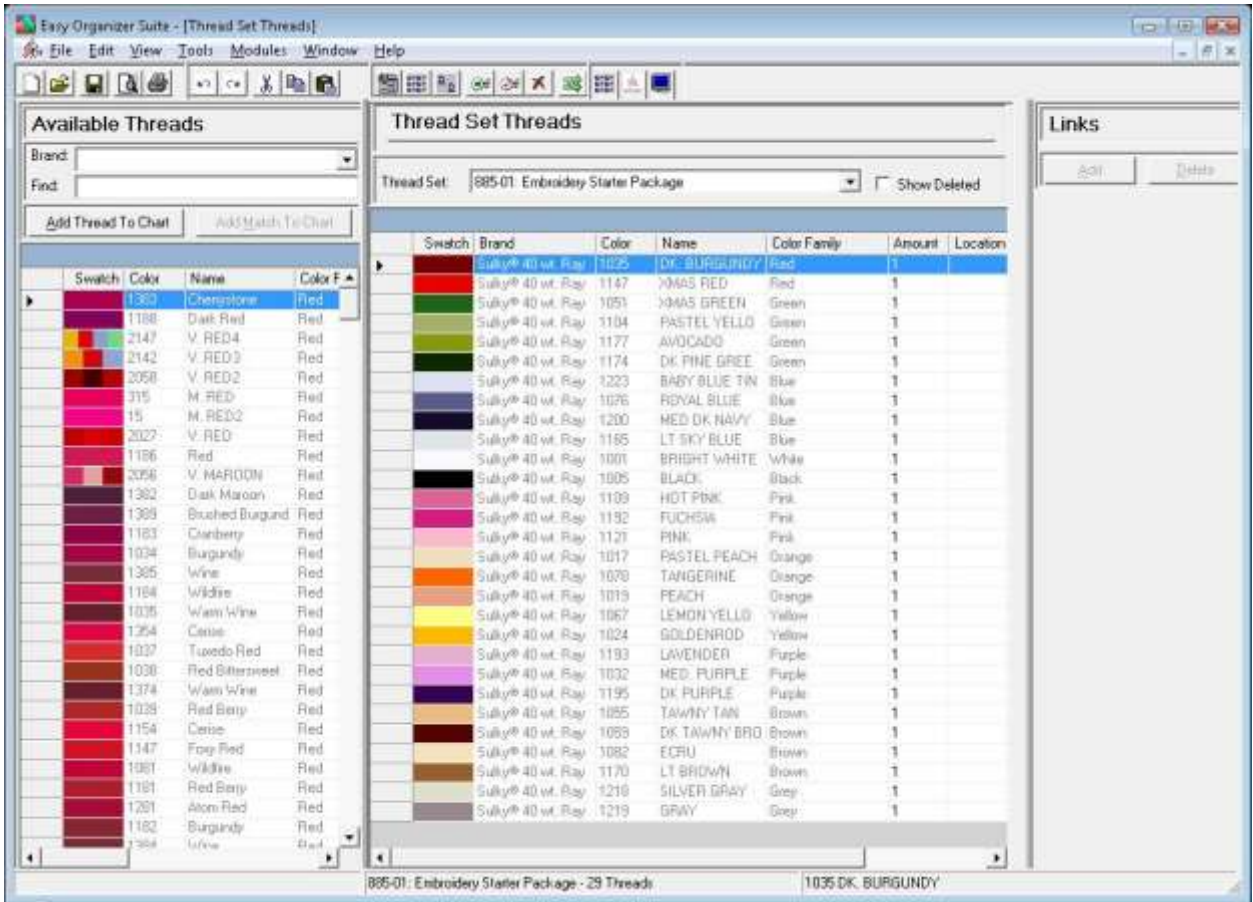 Easy Organizer Suite - [Thread Set Threads]
File Edit View Tools Modules Window Help
Available Threads
Brand:
Find:
Add Thread To Chart Add Match To Chart
Swatch Color Name Color F
1383 Cherrystone Red
1188 Dark Red Red
2147 V. RED4 Red
2142 V. RED3 Red
2058 V. RED2 Red
315 M. RED Red
15 M. RED2 Red
2027 V. RED Red
1186 Red Red
2056 V. MAROON Red
1382 Dark Maroon Red
1389 Brushed Burgund Red
1183 Cranberry Red
1034 Burgundy Red
1385 Wine Red
1184 Wildfire Red
1035 Warm Wine Red
1354 Cerise Red
1037 Tuxedo Red Red
1038 Red Bittersweet Red
1374 Warm Wine Red
1039 Red Berry Red
1154 Cerise Red
1147 Foxy Red Red
1081 Wildfire Red
1181 Red Berry Red
1281 Atom Red Red
1182 Burgundy Red
1384 Wine Red
Thread Set Threads
Thread Set: 885-01: Embroidery Starter Package Show Deleted
Swatch Brand Color Name Color Family Amount Location
Sulky® 40 wt. Ray 1035 DK. BURGUNDY Red 1
Sulky® 40 wt. Ray 1147 XMAS RED Red 1
Sulky® 40 wt. Ray 1051 XMAS GREEN Green 1
Sulky® 40 wt. Ray 1104 PASTEL YELLO Green 1
Sulky® 40 wt. Ray 1177 AVOCADO Green 1
Sulky® 40 wt. Ray 1174 DK PINE GREE Green 1
Sulky® 40 wt. Ray 1223 BABY BLUE TIN Blue 1
Sulky® 40 wt. Ray 1076 ROYAL BLUE Blue 1
Sulky® 40 wt. Ray 1200 MED DK NAVY Blue 1
Sulky® 40 wt. Ray 1165 LT SKY BLUE Blue 1
Sulky® 40 wt. Ray 1001 BRIGHT WHITE White 1
Sulky® 40 wt. Ray 1005 BLACK Black 1
Sulky® 40 wt. Ray 1109 HOT PINK Pink 1
Sulky® 40 wt. Ray 1192 FUCHSIA Pink 1
Sulky® 40 wt. Ray 1121 PINK Pink 1
Sulky® 40 wt. Ray 1017 PASTEL PEACH Orange 1
Sulky® 40 wt. Ray 1078 TANGERINE Orange 1
Sulky® 40 wt. Ray 1019 PEACH Orange 1
Sulky® 40 wt. Ray 1067 LEMON YELLO Yellow 1
Sulky® 40 wt. Ray 1024 GOLDENROD Yellow 1
Sulky® 40 wt. Ray 1193 LAVENDER Purple 1
Sulky® 40 wt. Ray 1032 MED. PURPLE Purple 1
Sulky® 40 wt. Ray 1195 DK PURPLE Purple 1
Sulky® 40 wt. Ray 1055 TAWNY TAN Brown 1
Sulky® 40 wt. Ray 1059 DK TAWNY BRO Brown 1
Sulky® 40 wt. Ray 1082 ECRU Brown 1
Sulky® 40 wt. Ray 1170 LT BROWN Brown 1
Sulky® 40 wt. Ray 1218 SILVER GRAY Grey 1
Sulky® 40 wt. Ray 1219 GRAY Grey 1
Links
Add Delete
885-01: Embroidery Starter Package - 29 Threads 1035 DK. BURGUNDY